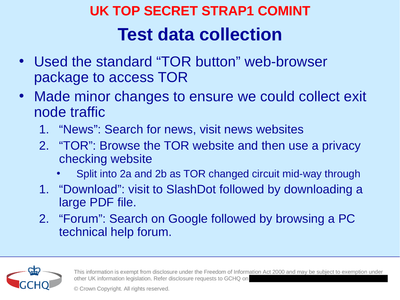 UK TOP SECRET STRAP1 COMINT
Test data collection
• Used the standard “TOR button” web-browser
package to access TOR
• Made minor changes to ensure we could collect exit
node traffic
1. “News”: Search for news, visit news websites
2. “TOR”: Browse the TOR website and then use a privacy
checking website
• Split into 2a and 2b as TOR changed circuit mid-way through
1. “Download”: visit to SlashDot followed by downloading a
large PDF file.
2. “Forum”: Search on Google followed by browsing a PC
technical help forum.
GCHQ
This information is exempt from disclosure under the Freedom of Information Act 2000 and may be subject to exemption under
other UK information legislation. Refer disclosure requests to GCHQ on
© Crown Copyright. All rights reserved.